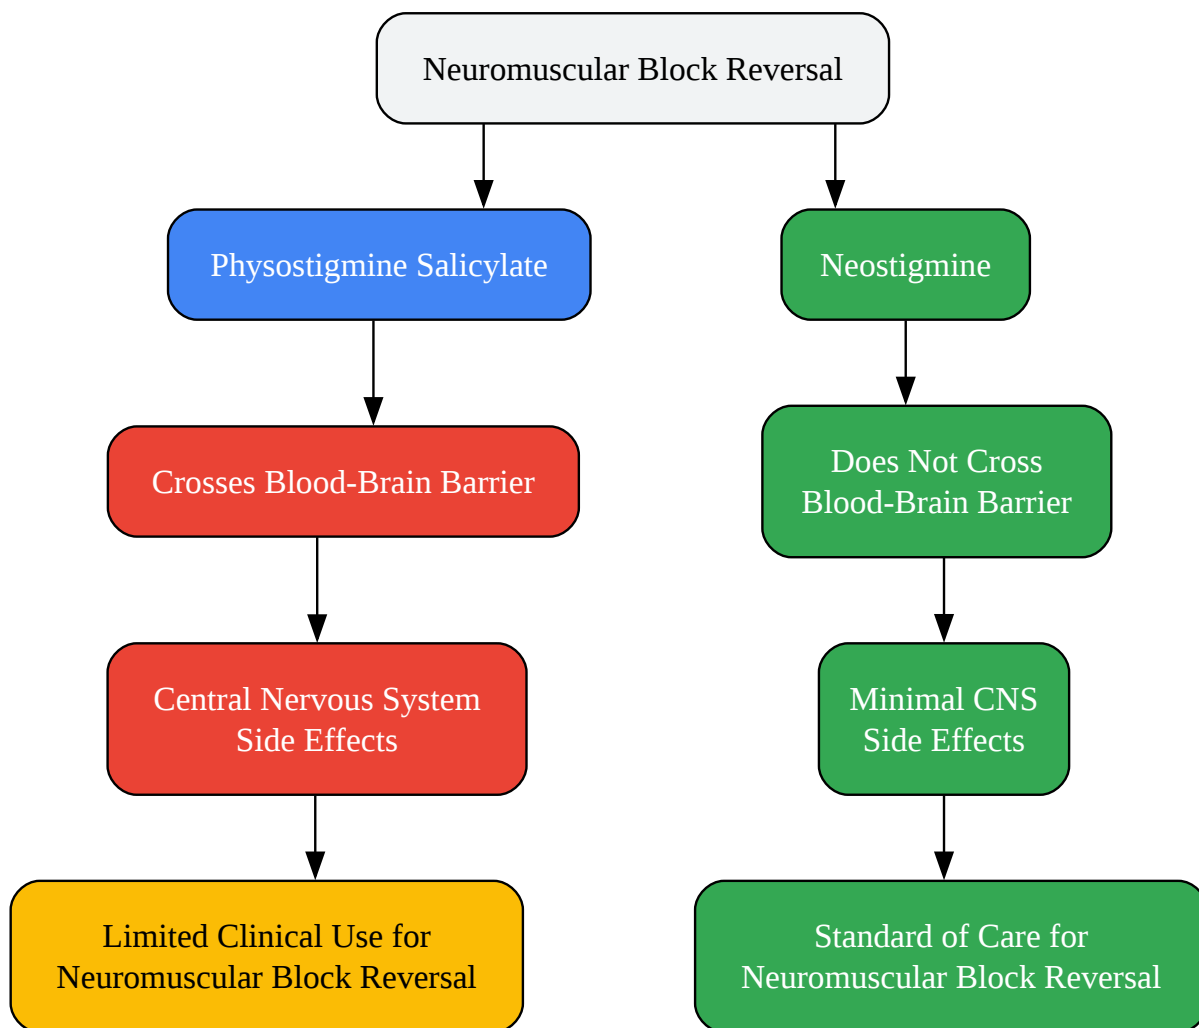 Neuromuscular Block Reversal
Physostigmine Salicylate
Neostigmine
Crosses Blood-Brain Barrier
Does Not Cross
Blood-Brain Barrier
Central Nervous System
Side Effects
Minimal CNS
Side Effects
Limited Clinical Use for
Neuromuscular Block Reversal
Standard of Care for
Neuromuscular Block Reversal